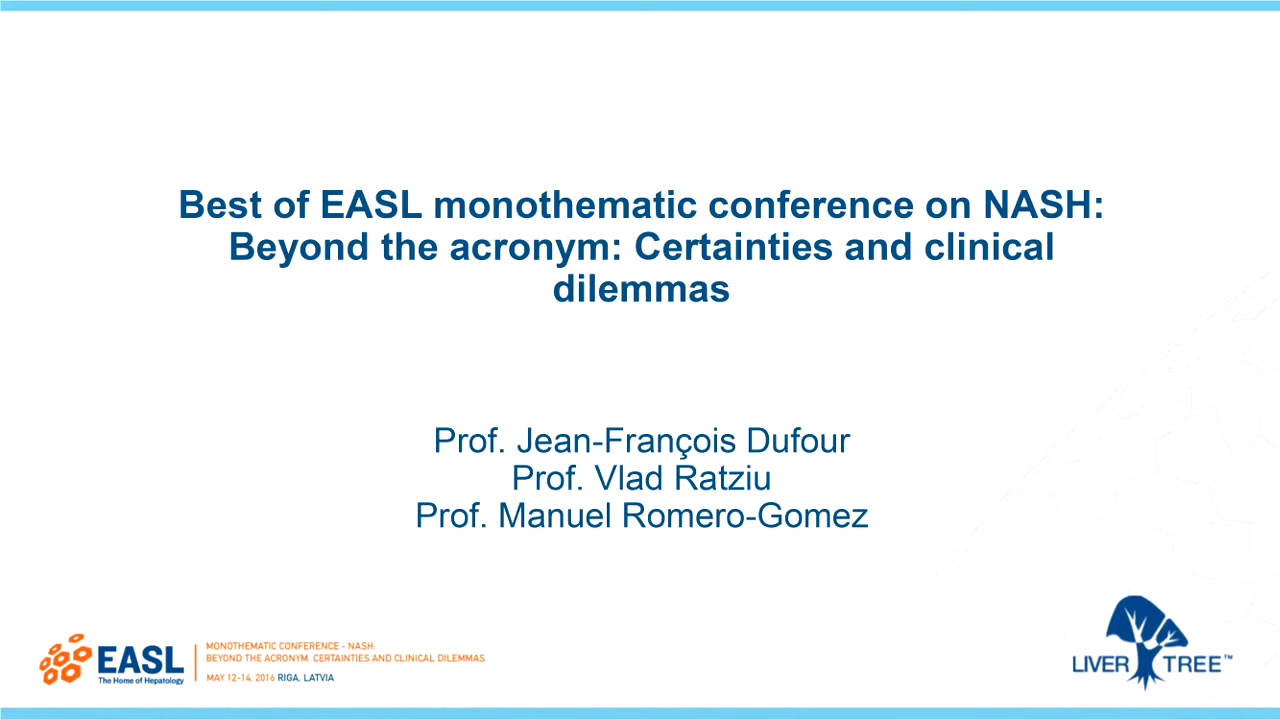 Best of EASL monothematic conference on NASH:
Beyond the acronym: Certainties and clinical
dilemmas
Prof. Jean-François Dufour
Prof. Vlad Ratziu
Prof. Manuel Romero-Gomez
EASL
The Home of Hepatology
MONOTHEMATIC CONFERENCE - NASH:
BEYOND THE ACRONYM. CERTAINTIES AND CLINICAL DILEMMAS
MAY 12-14, 2016 RIGA, LATVIA
LIVER TREE™